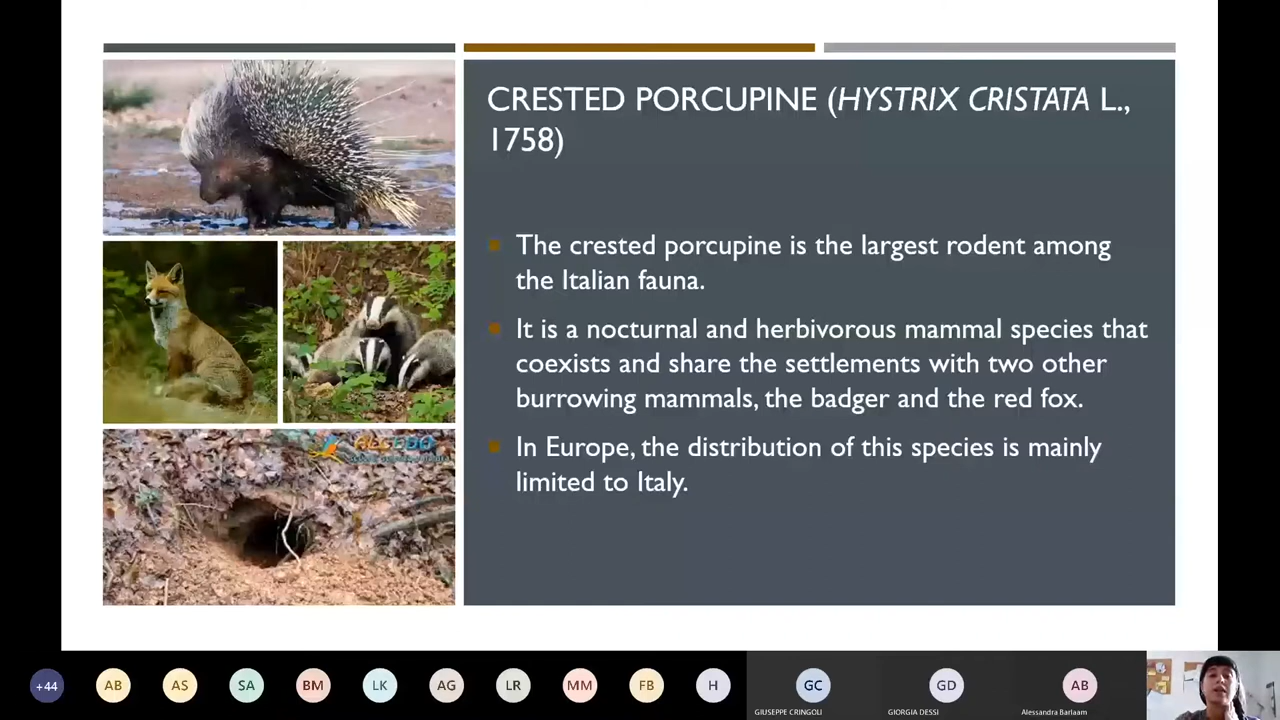 CRESTED PORCUPINE (HYSTRIX CRISTATA L.,
1758)
The crested porcupine is the largest rodent among
the Italian fauna.
It is a nocturnal and herbivorous mammal species that
coexists and share the settlements with two other
burrowing mammals, the badger and the red fox.
In Europe, the distribution of this species is mainly
limited to Italy.
+44
AB
AS
SA
BM
LK
AG
LR
MM
FB
H
GC
GD
AB
GIUSEPPE CRINGOLI
GIORGIA DESSI
Alessandra Barlaam